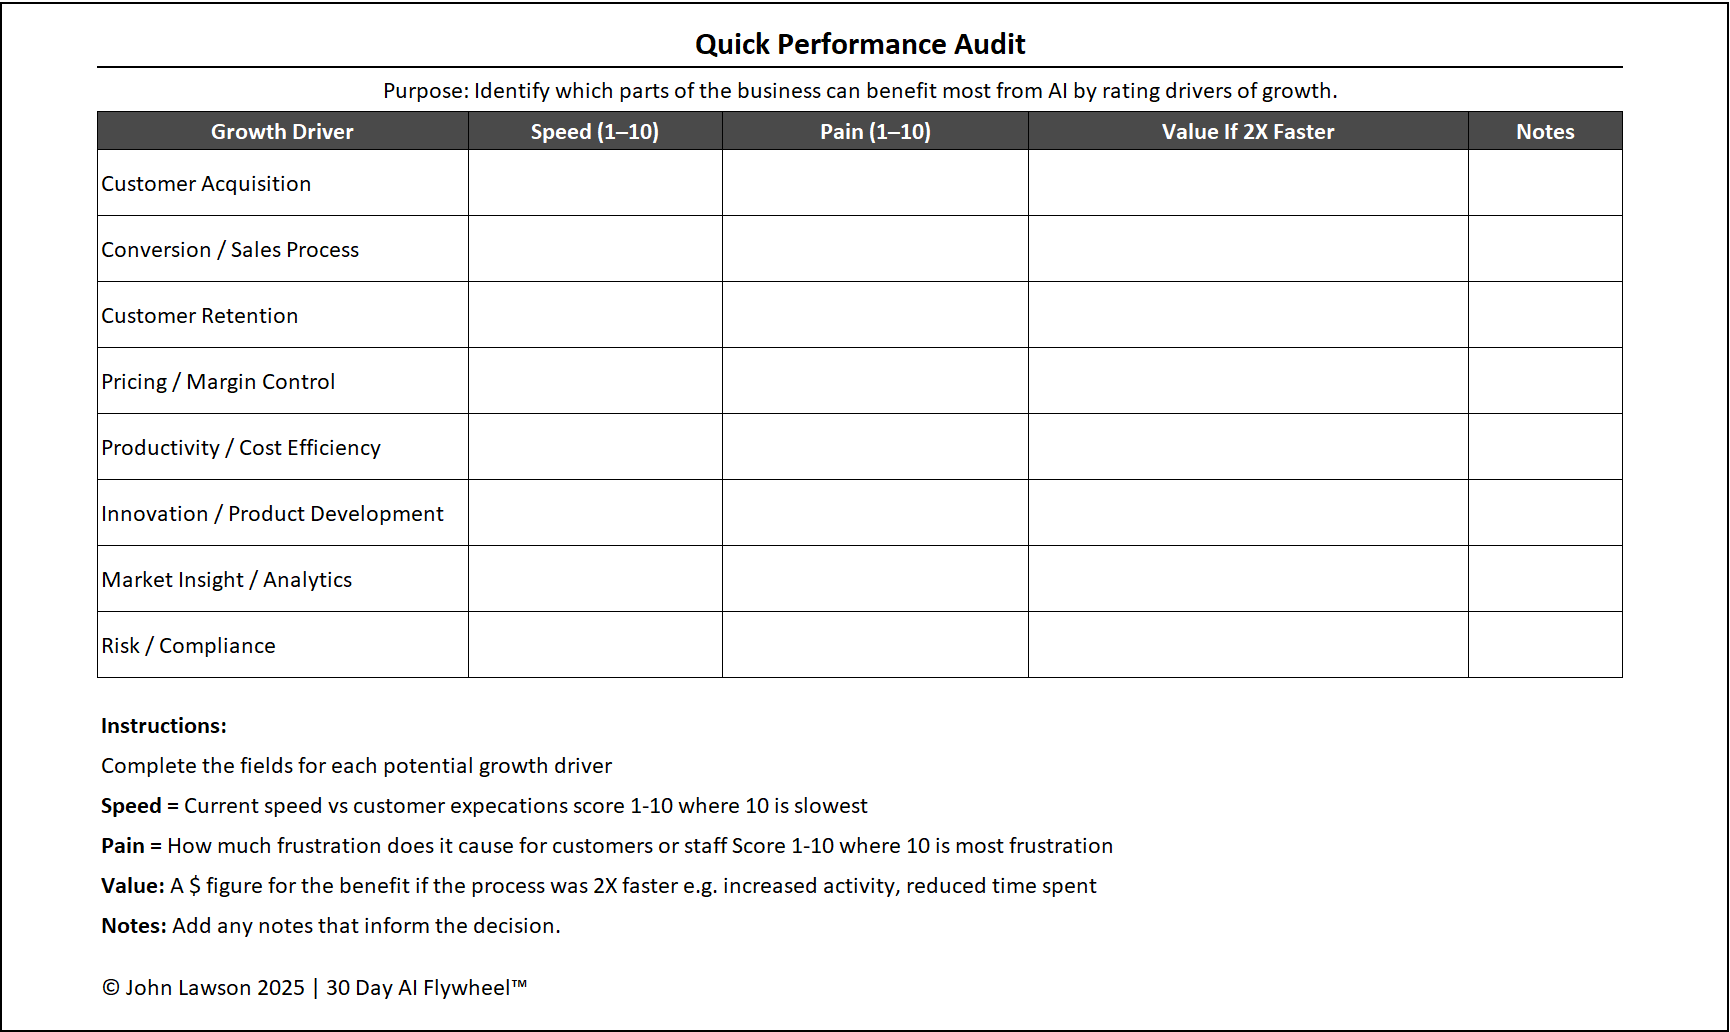 Quick Performance Audit
Purpose: Identify which parts of the business can benefit most from AI by rating drivers of growth.
Growth Driver Speed (1–10) Pain (1–10) Value If 2X Faster Notes
Customer Acquisition
Conversion / Sales Process
Customer Retention
Pricing / Margin Control
Productivity / Cost Efficiency
Innovation / Product Development
Market Insight / Analytics
Risk / Compliance
Instructions:
Complete the fields for each potential growth driver
Speed = Current speed vs customer expecations score 1-10 where 10 is slowest
Pain = How much frustration does it cause for customers or staff Score 1-10 where 10 is most frustration
Value: A $ figure for the benefit if the process was 2X faster e.g. increased activity, reduced time spent
Notes: Add any notes that inform the decision.
© John Lawson 2025 | 30 Day AI Flywheel™